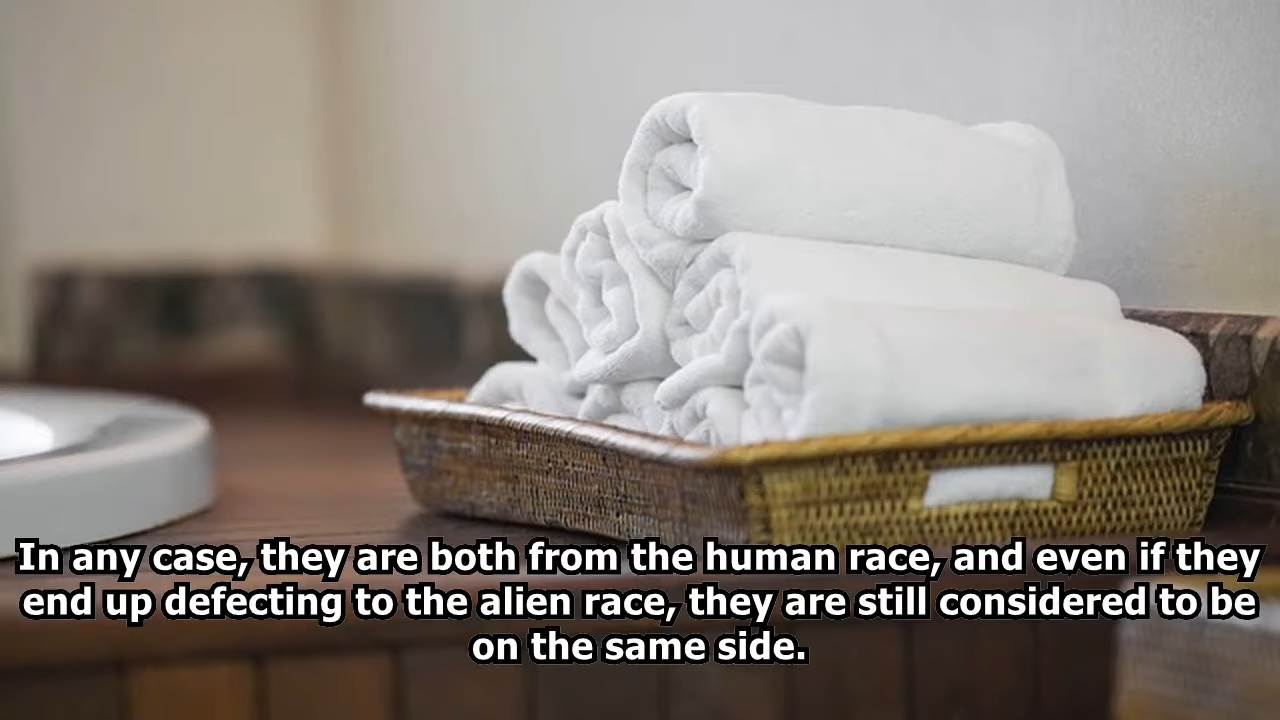 In any case, they are both from the human race, and even if they
end up defecting to the alien race, they are still considered to be
on the same side.